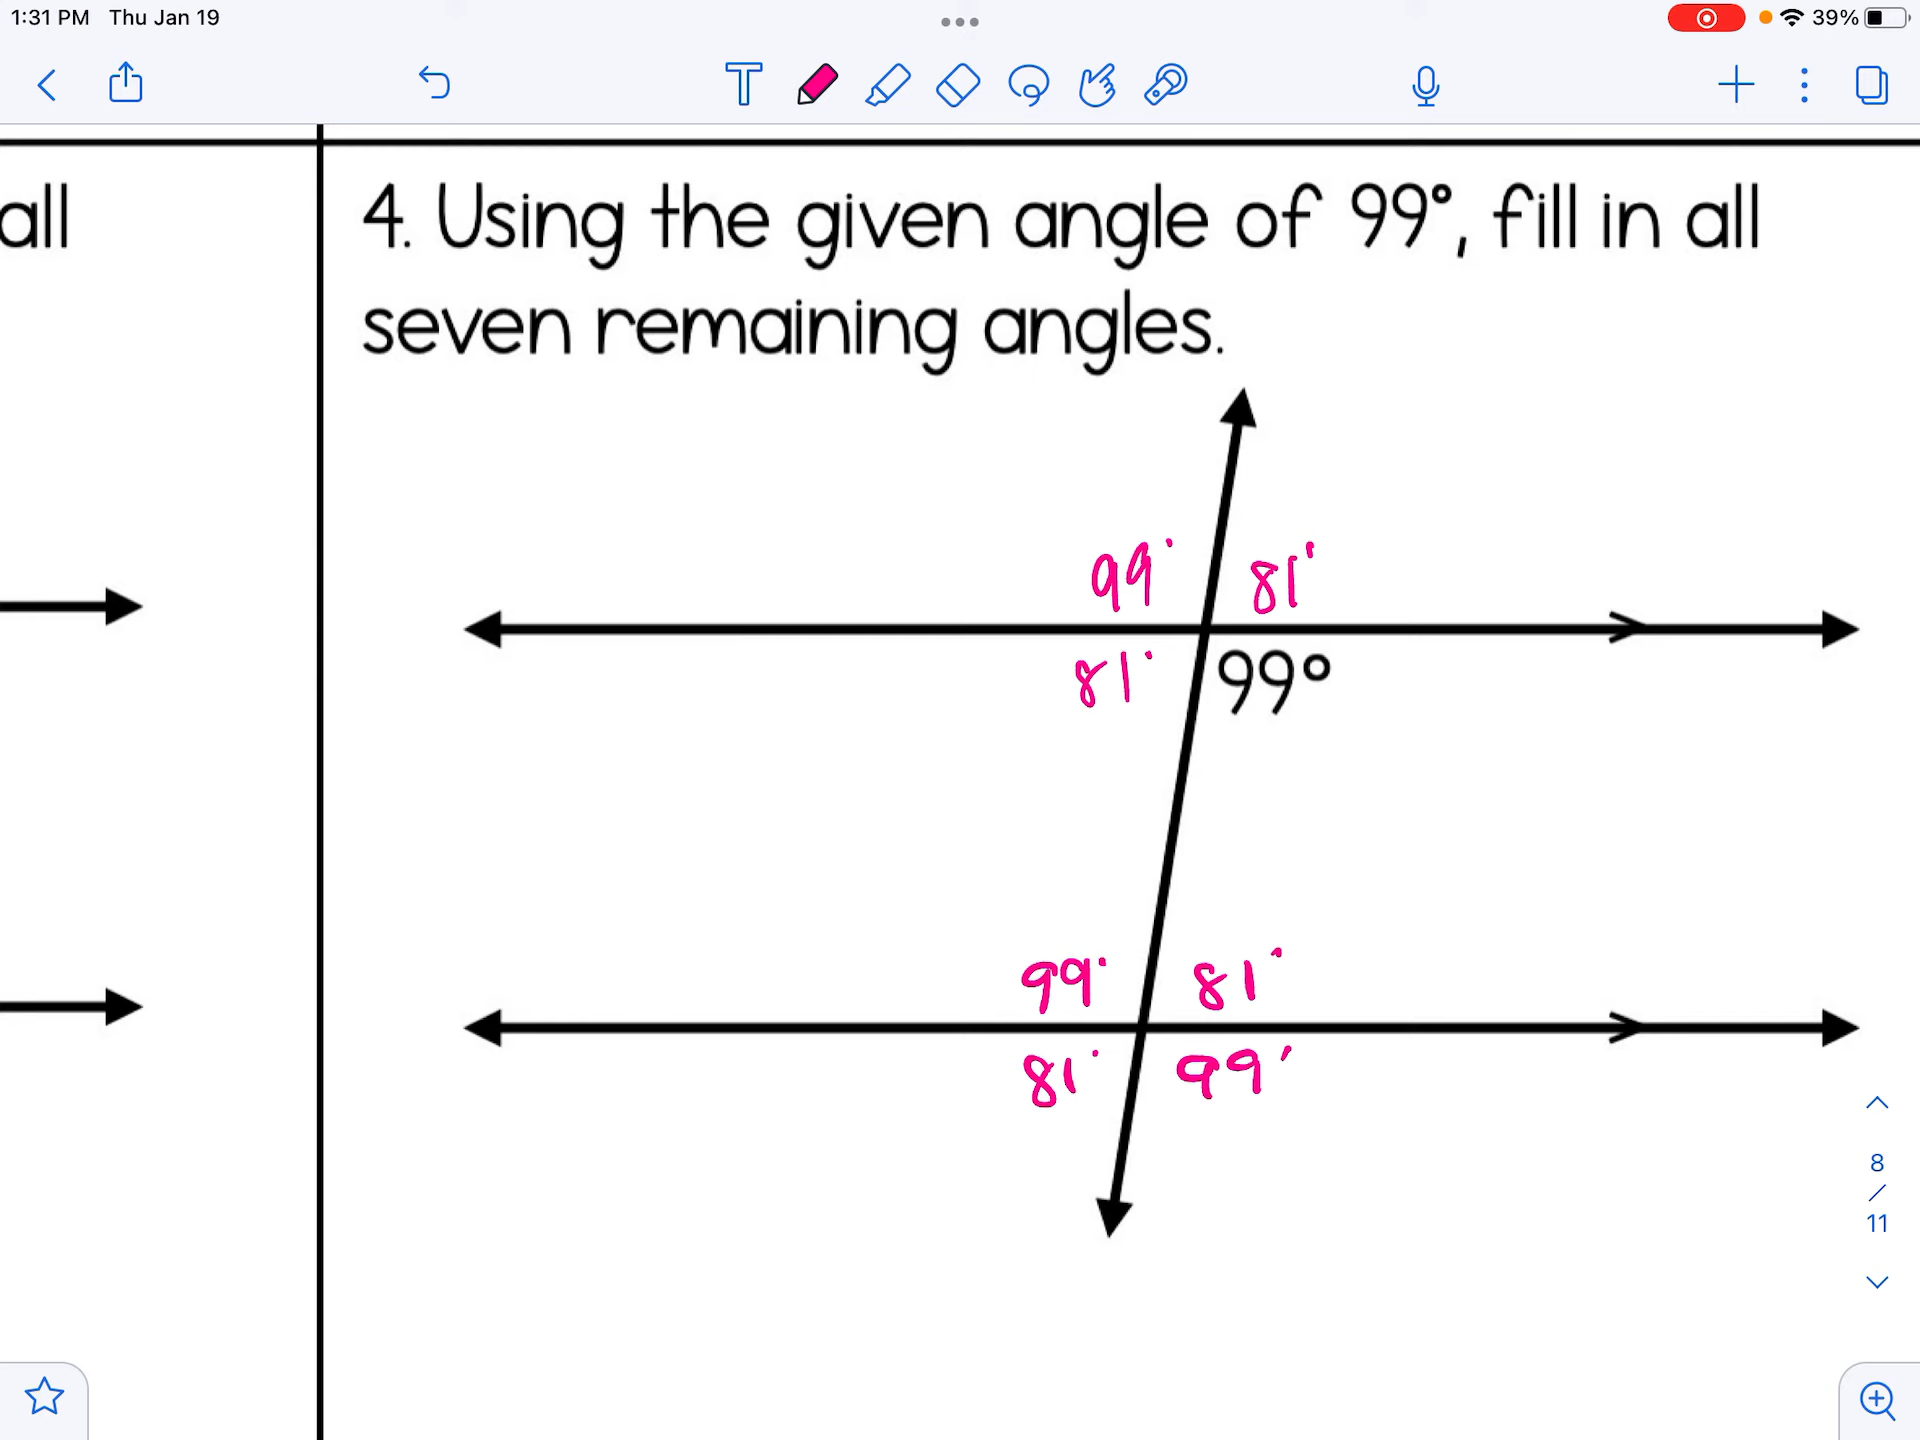 1:31 PM Thu Jan 19
39%
T
all
4. Using the given angle of 99°, fill in all
seven remaining angles.
99° 81°
81° 99°
99° 81°
81° 99°
8
/
11